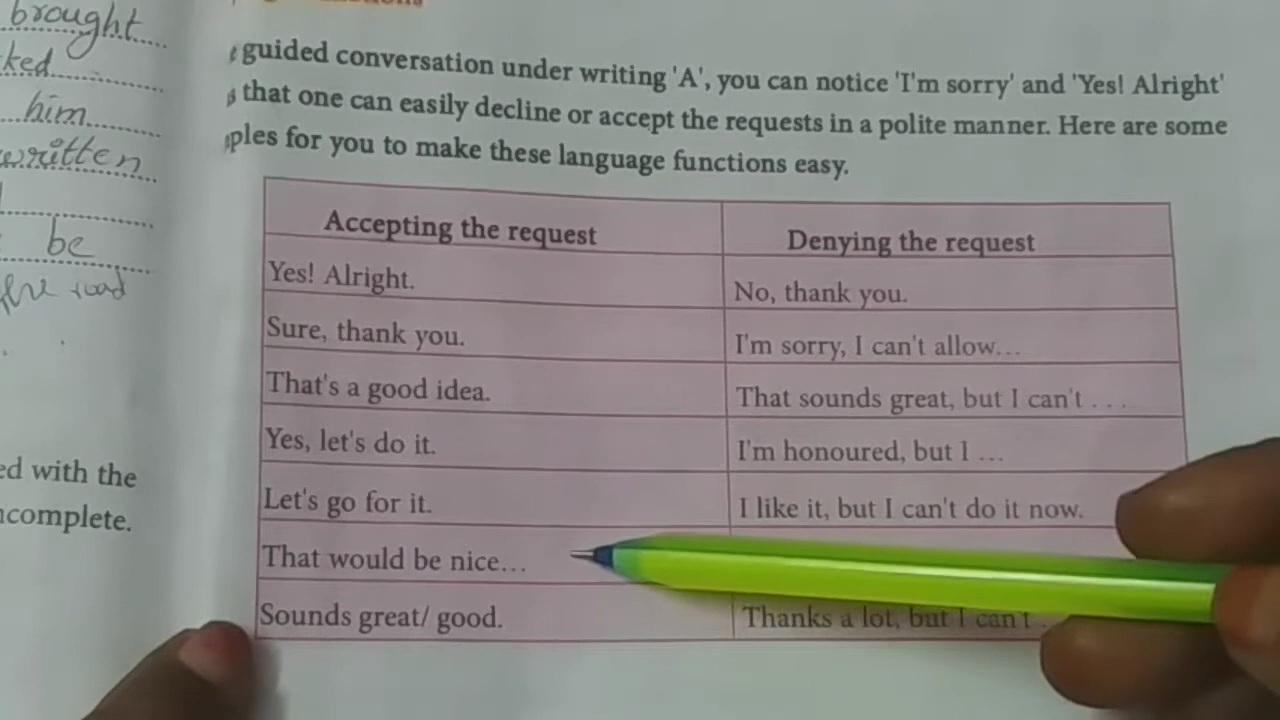 brought
ked
him
written
be
the road
ed with the
ncomplete.
guided conversation under writing 'A', you can notice 'I'm sorry' and 'Yes! Alright'
that one can easily decline or accept the requests in a polite manner. Here are some
ples for you to make these language functions easy.
Accepting the request
Denying the request
Yes! Alright.
No, thank you.
Sure, thank you.
I'm sorry, I can't allow...
That's a good idea.
That sounds great, but I can't . . .
Yes, let's do it.
I'm honoured, but I ...
Let's go for it.
I like it, but I can't do it now.
That would be nice...
Sounds great/ good.
Thanks a lot, but I can't .